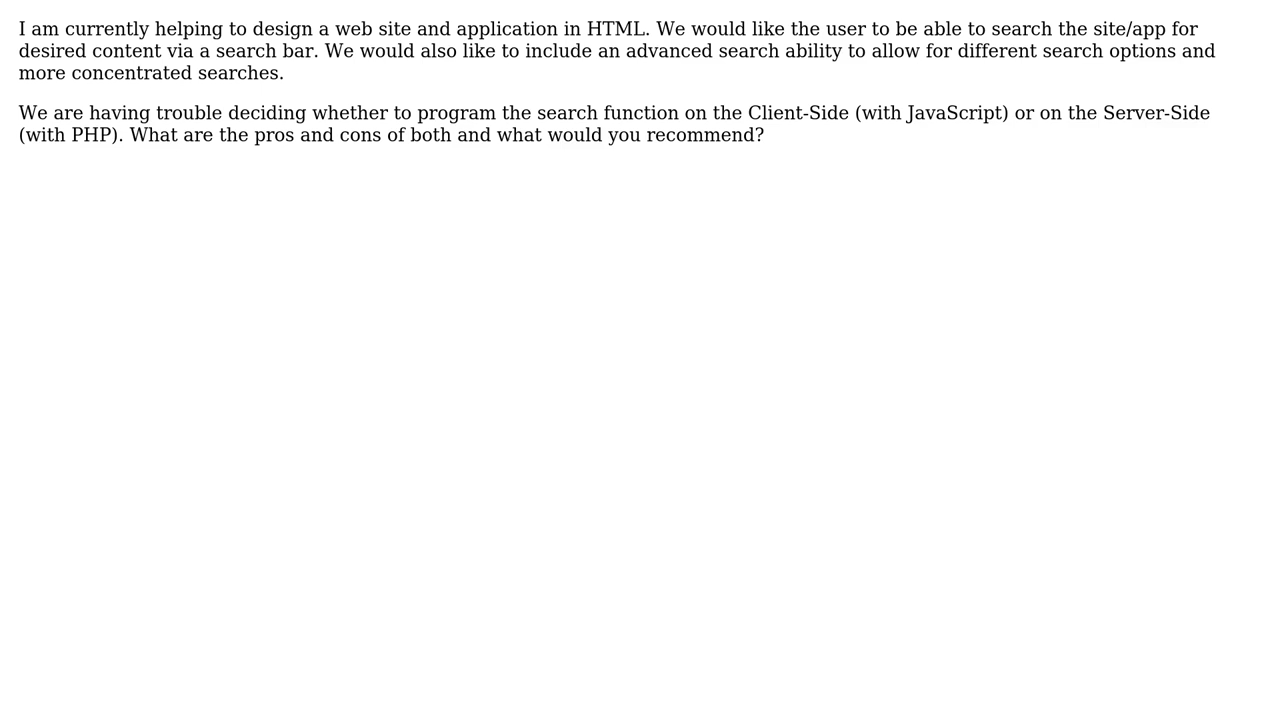 I am currently helping to design a web site and application in HTML. We would like the user to be able to search the site/app for
desired content via a search bar. We would also like to include an advanced search ability to allow for different search options and
more concentrated searches.
We are having trouble deciding whether to program the search function on the Client-Side (with JavaScript) or on the Server-Side
(with PHP). What are the pros and cons of both and what would you recommend?